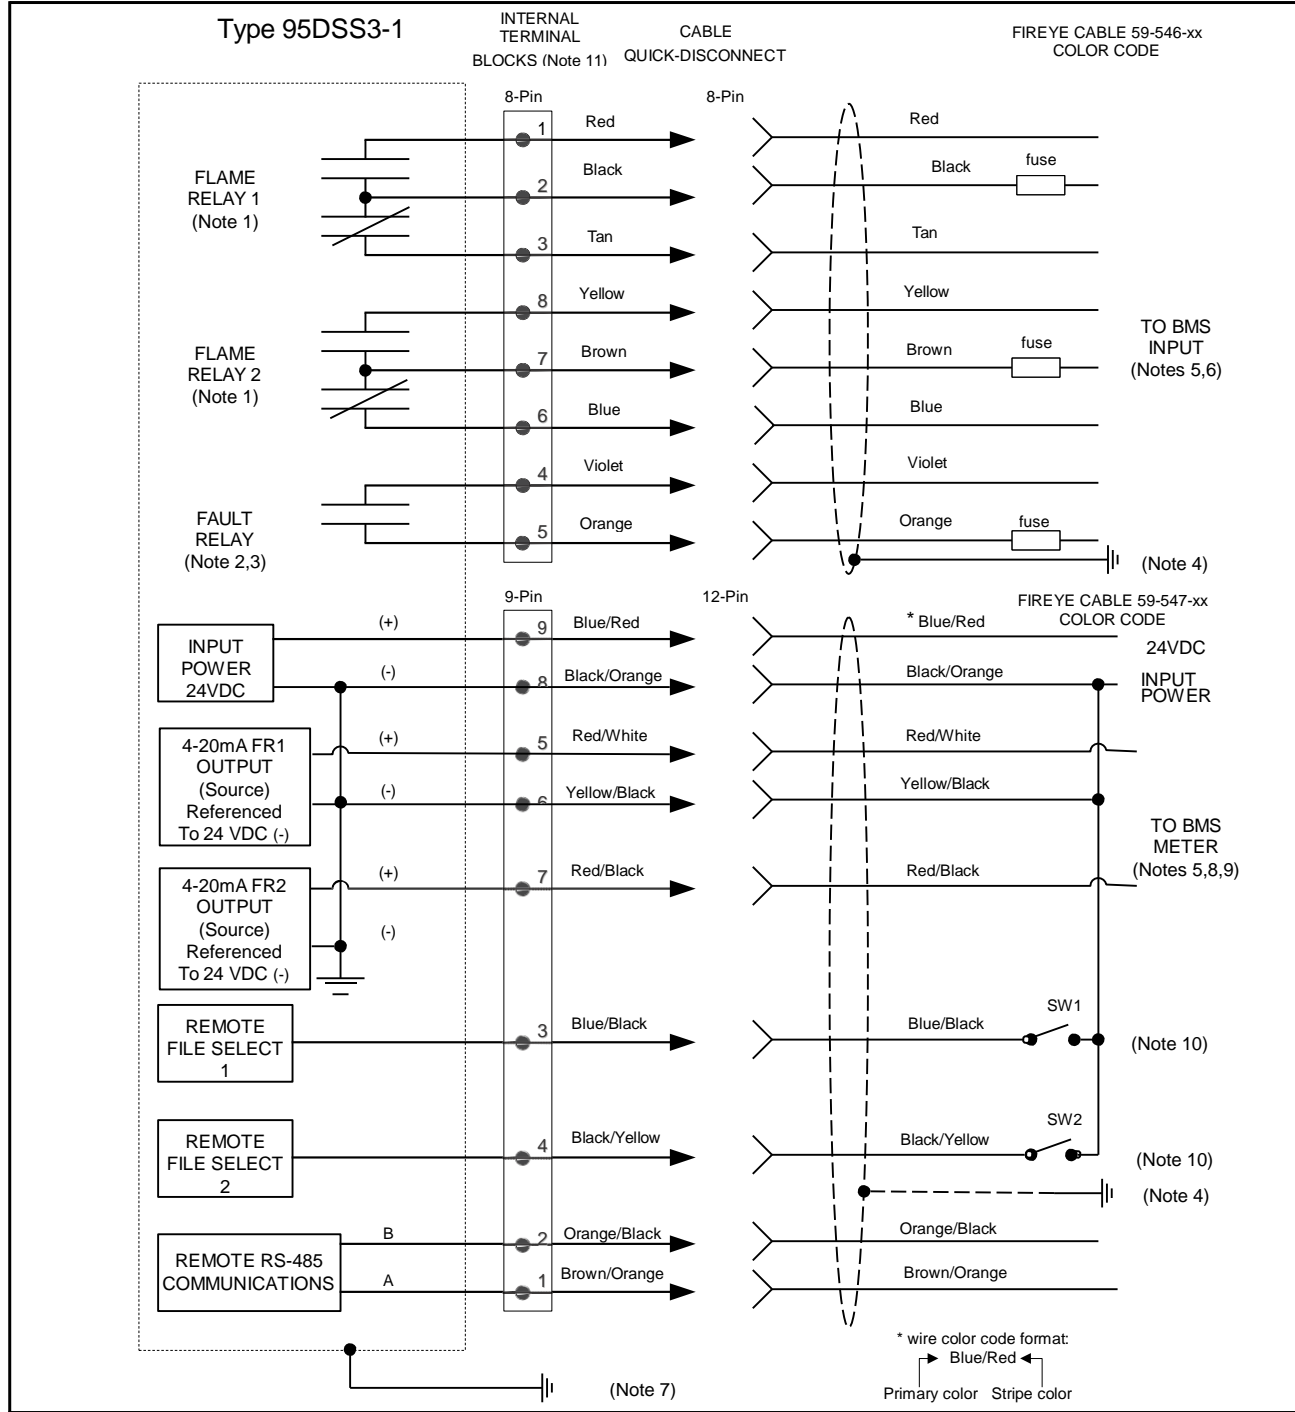 Type 95DSS3-1
INTERNAL
TERMINAL
BLOCKS (Note 11)
CABLE
QUICK-DISCONNECT
FIREYE CABLE 59-546-xx
COLOR CODE
8-Pin
8-Pin
FLAME
RELAY 1
(Note 1)
1
Red
Red
2
Black
Black
fuse
3
Tan
Tan
FLAME
RELAY 2
(Note 1)
8
Yellow
Yellow
7
Brown
Brown
fuse
6
Blue
Blue
TO BMS
INPUT
(Notes 5,6)
FAULT
RELAY
(Note 2,3)
4
Violet
Violet
5
Orange
Orange
fuse
(Note 4)
9-Pin
12-Pin
FIREYE CABLE 59-547-xx
COLOR CODE
INPUT
POWER
24VDC
(+)
9
Blue/Red
* Blue/Red
24VDC
(-)
8
Black/Orange
Black/Orange
INPUT
POWER
4-20mA FR1
OUTPUT
(Source)
Referenced
To 24 VDC (-)
(+)
5
Red/White
Red/White
(-)
6
Yellow/Black
Yellow/Black
TO BMS
METER
(Notes 5,8,9)
4-20mA FR2
OUTPUT
(Source)
Referenced
To 24 VDC (-)
(+)
7
Red/Black
Red/Black
(-)
REMOTE
FILE SELECT
1
3
Blue/Black
Blue/Black
SW1
(Note 10)
REMOTE
FILE SELECT
2
4
Black/Yellow
Black/Yellow
SW2
(Note 10)
(Note 4)
REMOTE RS-485
COMMUNICATIONS
B
2
Orange/Black
Orange/Black
A
1
Brown/Orange
Brown/Orange
(Note 7)
* wire color code format:
Blue/Red
Primary color Stripe color